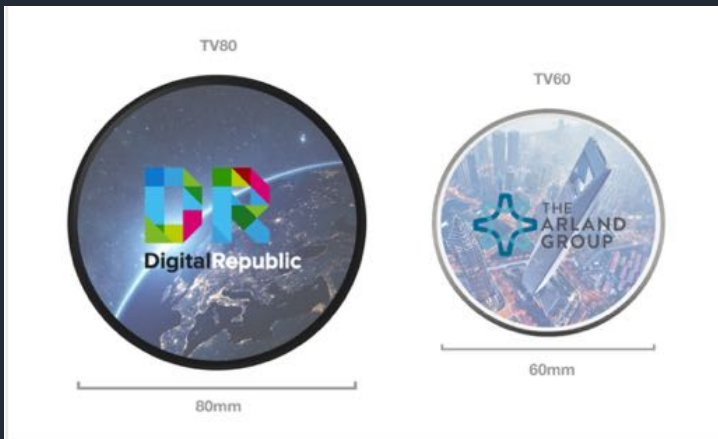 TV80
TV60
DR
DigitalRepublic
THE
ARLAND
GROUP
80mm
60mm